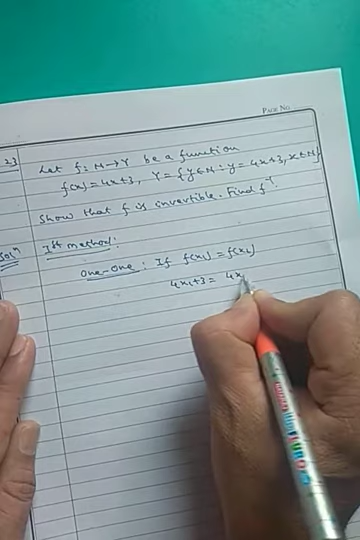 PAGE NO.
23
Let f: N→Y be a function
f(x) = 4x+3, Y = {y∈N : y = 4x+3, x∈N}.
Show that f is invertible. Find f⁻¹.
Solⁿ
Ist method:
One-One : If f(x₁) = f(x₂)
4x₁+3 = 4x